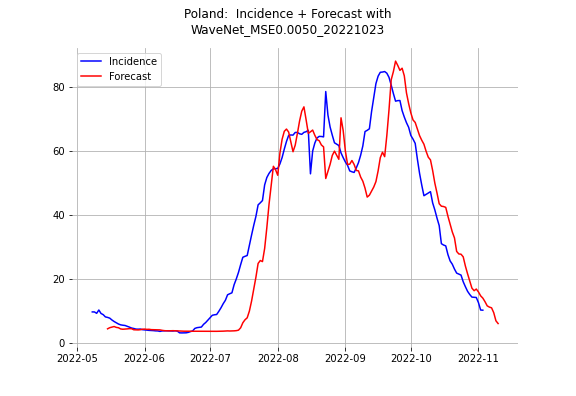 Poland:  Incidence + Forecast with
WaveNet_MSE0.0050_20221023
Incidence
Forecast
80
60
40
20
0
2022-05 2022-06 2022-07 2022-08 2022-09 2022-10 2022-11